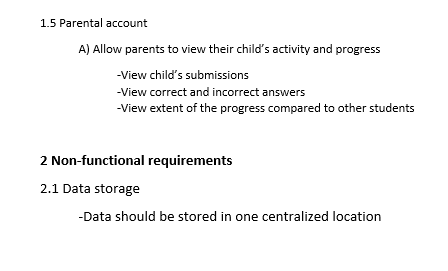 1.5 Parental account
A) Allow parents to view their child's activity and progress
-View child's submissions
-View correct and incorrect answers
-View extent of the progress compared to other students
2 Non-functional requirements
2.1 Data storage
-Data should be stored in one centralized location